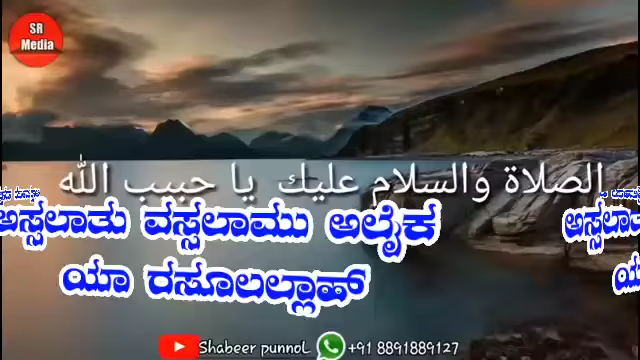 SR
Media
الصلاة والسلام عليك يا حبيب الله
ಅಸ್ಸಲಾತು ವಸ್ಸಲಾಮು ಅಲೈಕ
ಯಾ ರಸೂಲಲ್ಲಾಹ್
Shabeer punnoL +91 8891889127